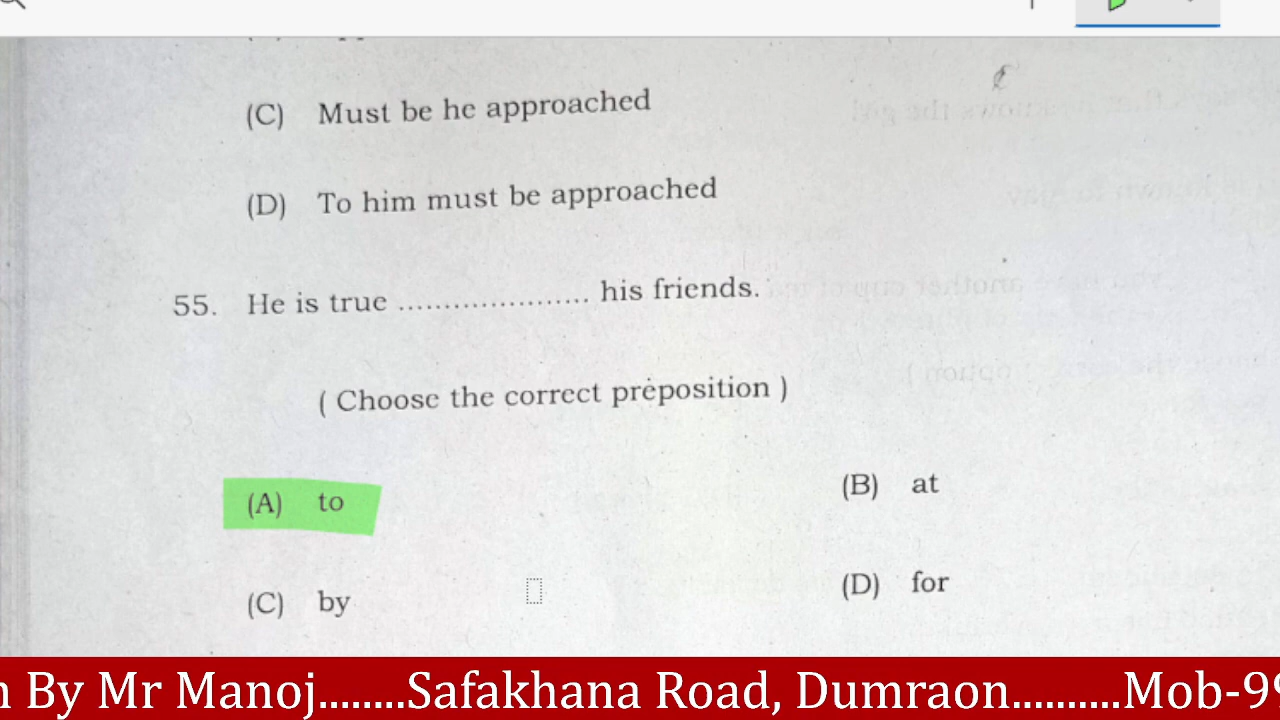 (C) Must be he approached
(D) To him must be approached
55. He is true ..................... his friends.
( Choose the correct preposition )
(A) to (B) at
(C) by (D) for
By Mr Manoj........Safakhana Road, Dumraon..........Mob-99